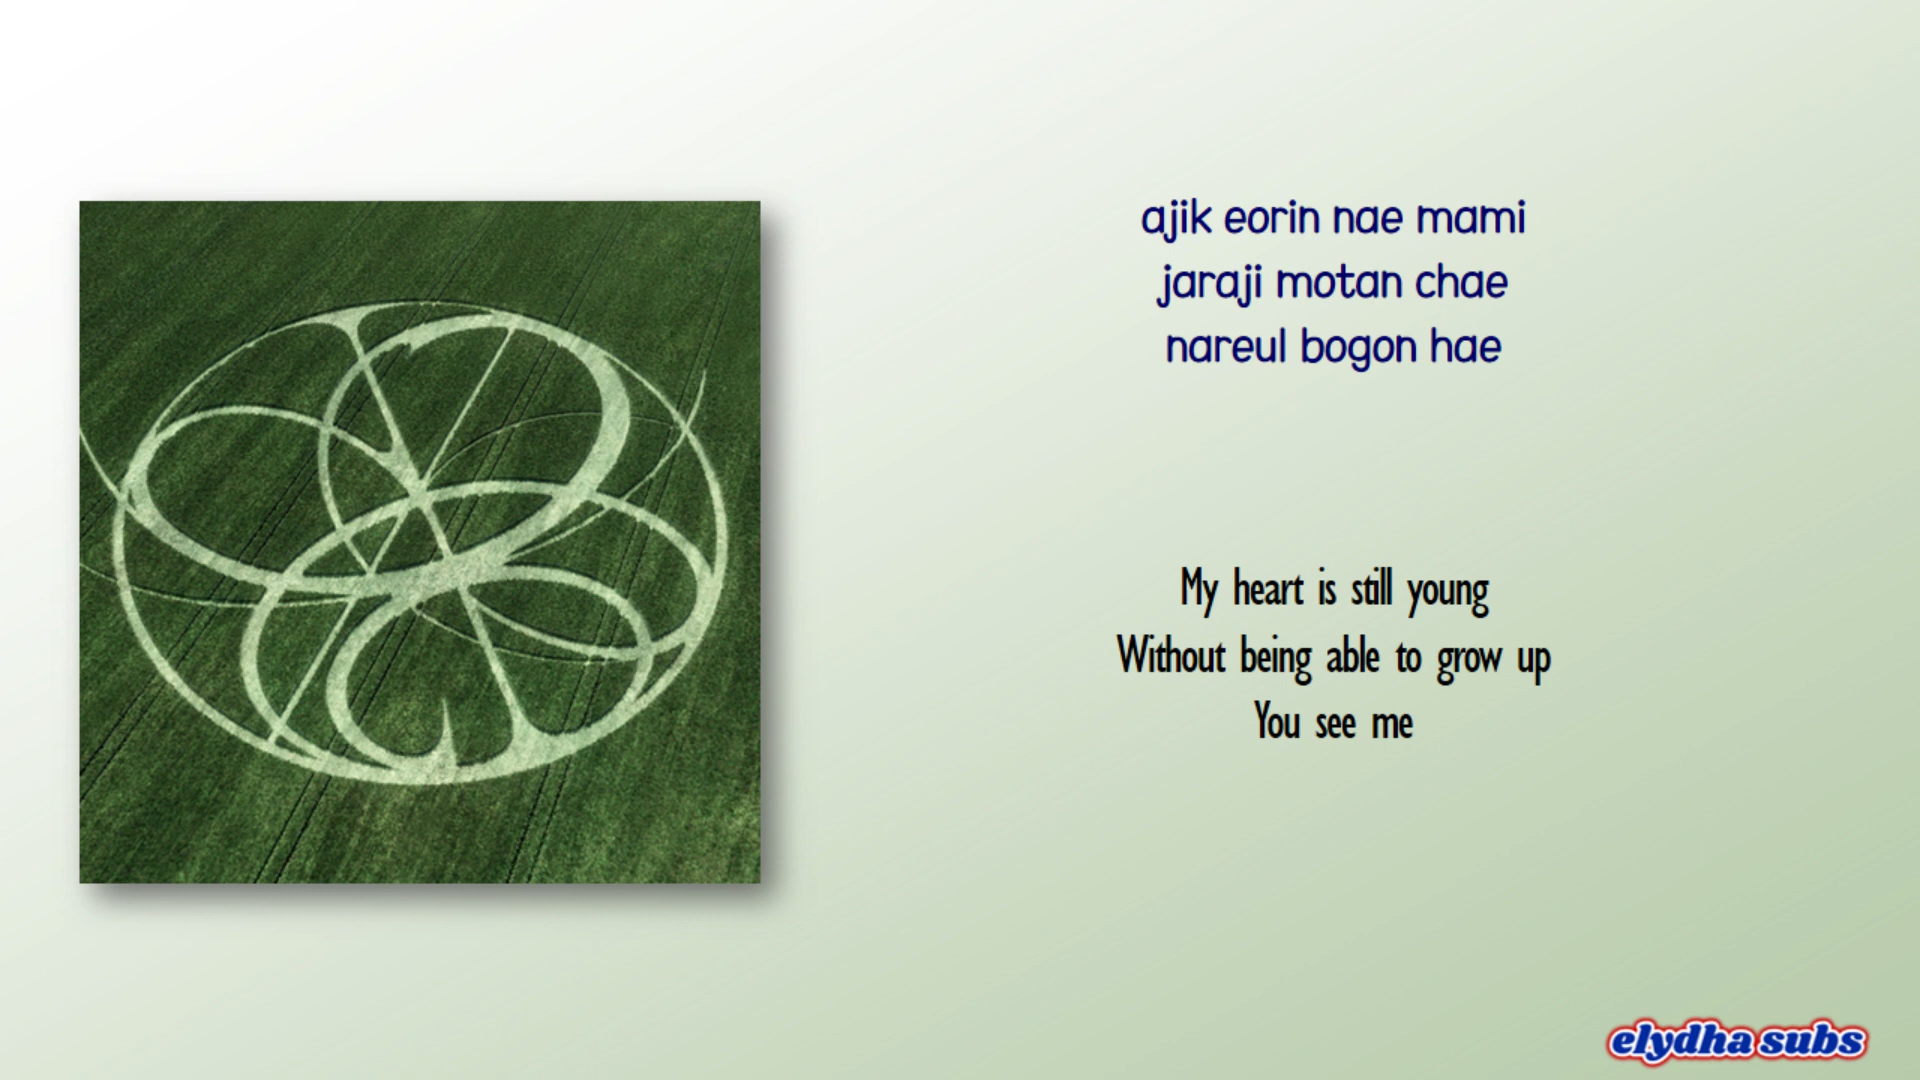 ajik eorin nae mami
jaraji motan chae
nareul bogon hae
My heart is still young
Without being able to grow up
You see me
elydha subs